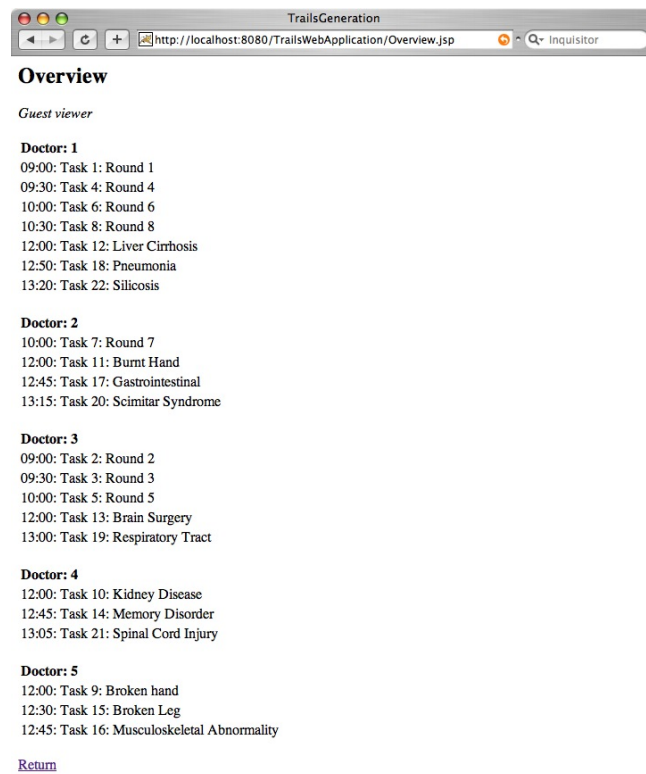 TrailsGeneration
http://localhost:8080/TrailsWebApplication/Overview.jsp
Inquisitor
Overview
Guest viewer
Doctor: 1
09:00: Task 1: Round 1
09:30: Task 4: Round 4
10:00: Task 6: Round 6
10:30: Task 8: Round 8
12:00: Task 12: Liver Cirrhosis
12:50: Task 18: Pneumonia
13:20: Task 22: Silicosis
Doctor: 2
10:00: Task 7: Round 7
12:00: Task 11: Burnt Hand
12:45: Task 17: Gastrointestinal
13:15: Task 20: Scimitar Syndrome
Doctor: 3
09:00: Task 2: Round 2
09:30: Task 3: Round 3
10:00: Task 5: Round 5
12:00: Task 13: Brain Surgery
13:00: Task 19: Respiratory Tract
Doctor: 4
12:00: Task 10: Kidney Disease
12:45: Task 14: Memory Disorder
13:05: Task 21: Spinal Cord Injury
Doctor: 5
12:00: Task 9: Broken hand
12:30: Task 15: Broken Leg
12:45: Task 16: Musculoskeletal Abnormality
Return